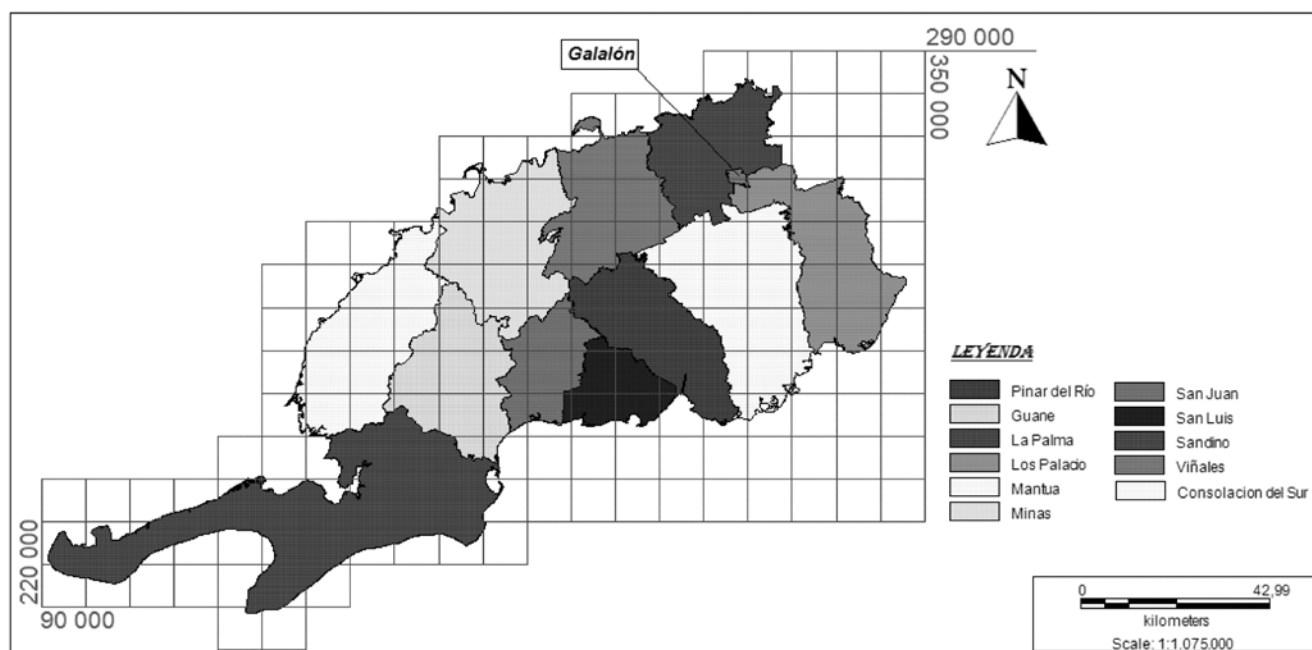 290 000
350 000
Galalón
N
LEYENDA
Pinar del Río
Guane
La Palma
Los Palacio
Mantua
Minas
San Juan
San Luis
Sandino
Viñales
Consolacion del Sur
220 000
90 000
0 42,99
kilometers
Scale: 1:1.075.000